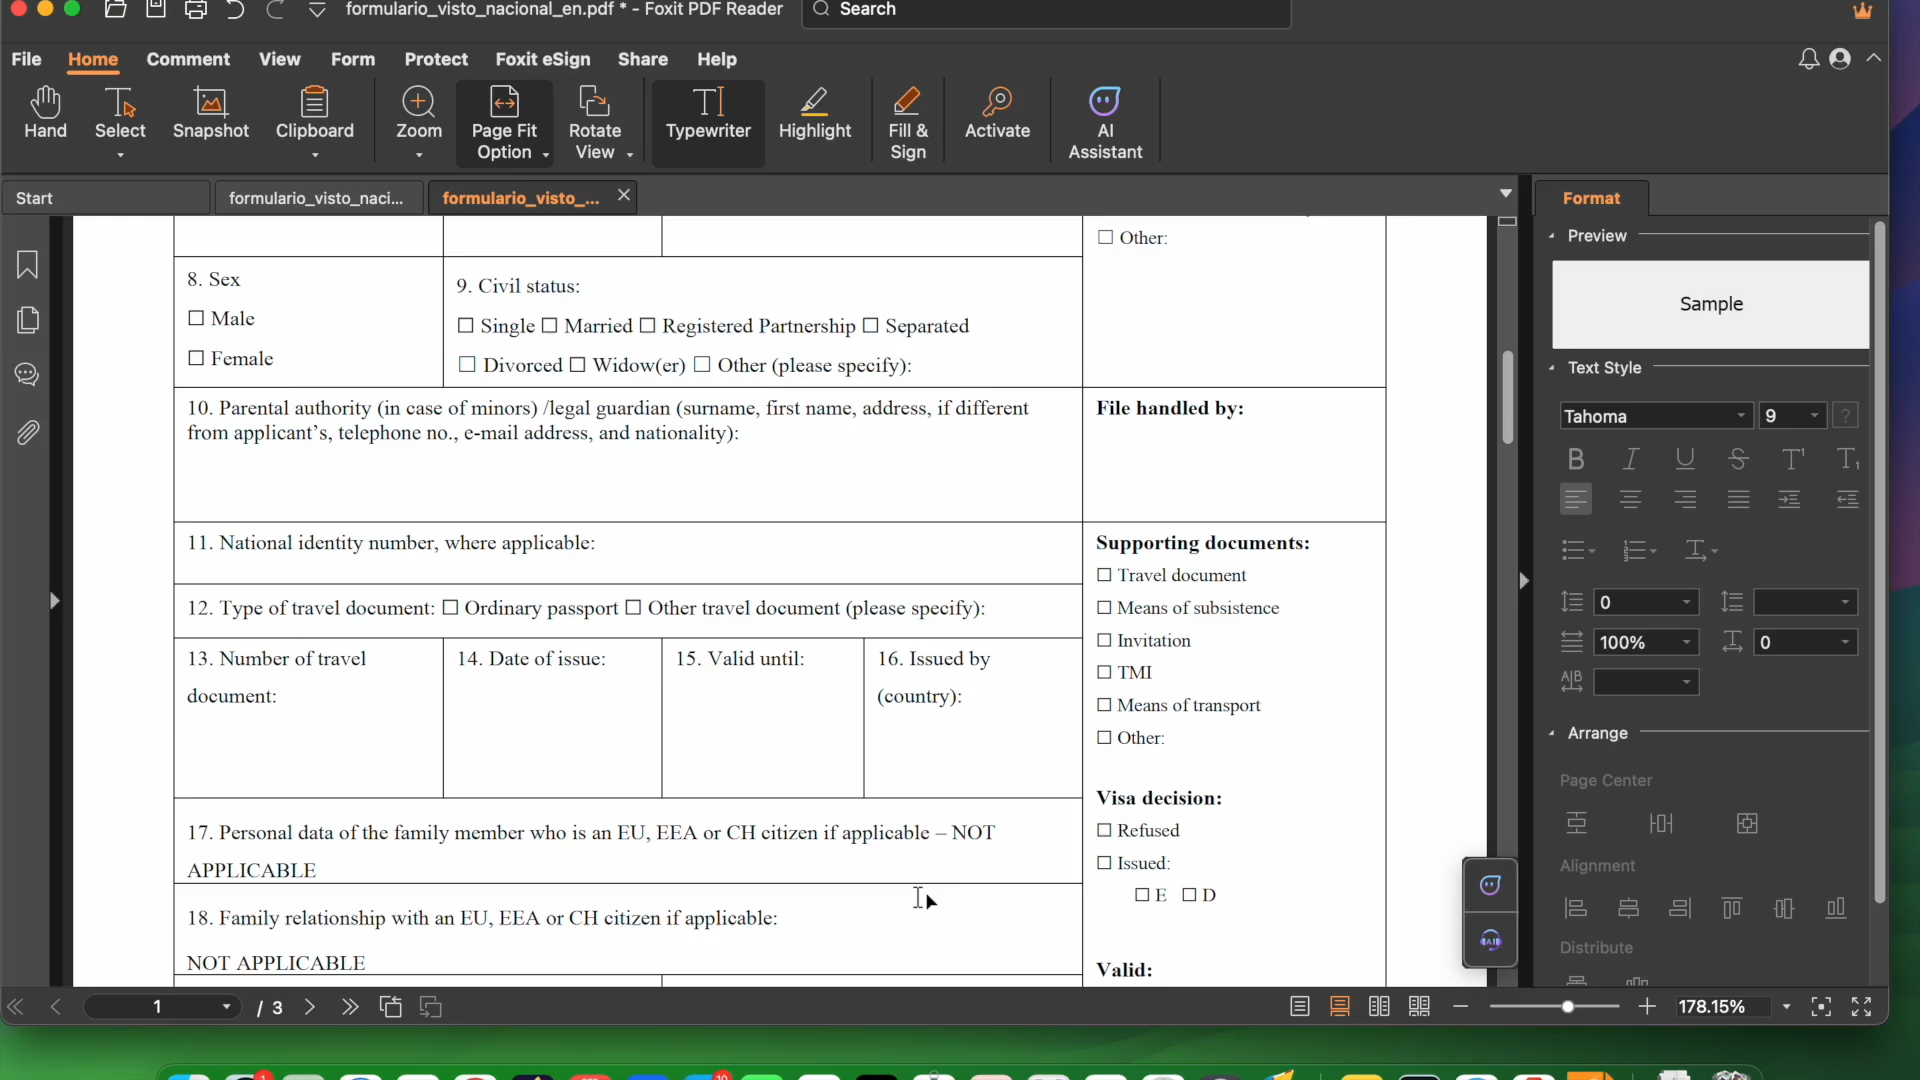 formulario_visto_nacional_en.pdf * - Foxit PDF Reader
Search
File Home Comment View Form Protect Foxit eSign Share Help
Hand
Select
Snapshot
Clipboard
Zoom
Page Fit Option
Rotate View
Typewriter
Highlight
Fill & Sign
Activate
AI Assistant
Start
formulario_visto_naci...
formulario_visto_...
Format
Other:
8. Sex
Male
Female
9. Civil status:
Single Married Registered Partnership Separated
Divorced Widow(er) Other (please specify):
10. Parental authority (in case of minors) /legal guardian (surname, first name, address, if different
from applicant’s, telephone no., e-mail address, and nationality):
File handled by:
11. National identity number, where applicable:
12. Type of travel document: Ordinary passport Other travel document (please specify):
13. Number of travel
document:
14. Date of issue:
15. Valid until:
16. Issued by
(country):
17. Personal data of the family member who is an EU, EEA or CH citizen if applicable – NOT
APPLICABLE
18. Family relationship with an EU, EEA or CH citizen if applicable:
NOT APPLICABLE
Supporting documents:
Travel document
Means of subsistence
Invitation
TMI
Means of transport
Other:
Visa decision:
Refused
Issued:
E D
Valid:
Preview
Sample
Text Style
Tahoma 9 ?
0
100% 0
Arrange
Page Center
Alignment
Distribute
1 / 3
178.15%
1
10